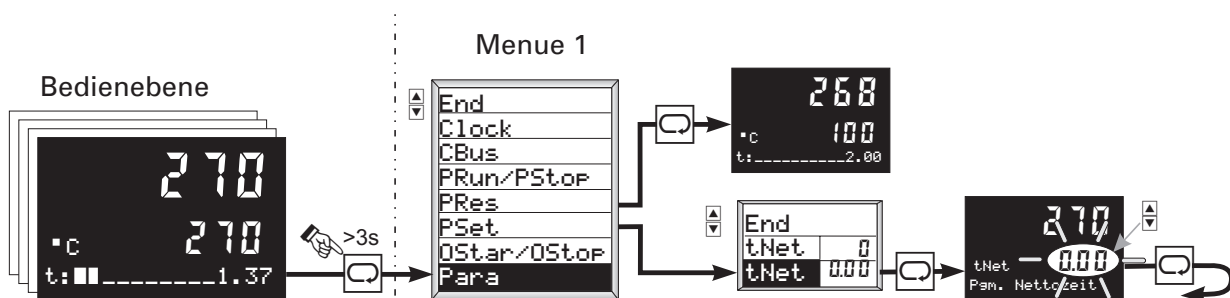 Menue 1
Bedienebene
270
°C 270
t: 1.37
>3s
End
Clock
CBus
PRun/PStop
PRes
PSet
OStar/OStop
Para
268
°C 100
t:__________2.00
End
tNet 0
tNet 0.00
270
tNet 0.00
Pgm. Nettozeit